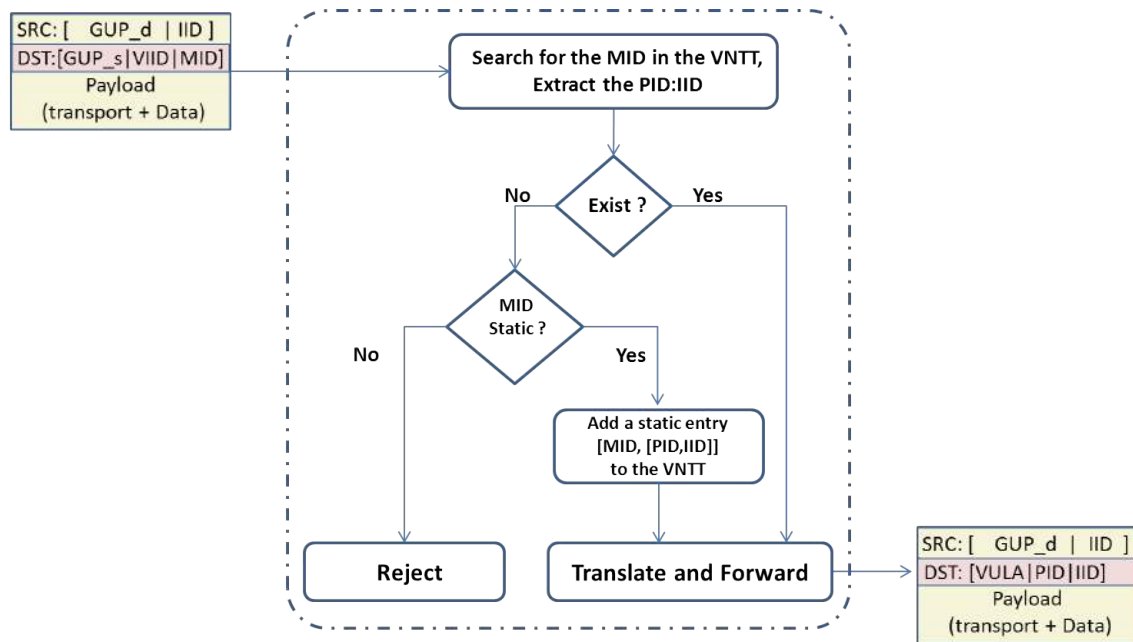 SRC: [ GUP_d | IID ]
DST:[GUP_s|VIID|MID]
Payload
(transport + Data)
Search for the MID in the VNTT,
Extract the PID:IID
Exist ?
No
Yes
MID
Static ?
No
Yes
Add a static entry
[MID, [PID,IID]]
to the VNTT
Reject
Translate and Forward
SRC: [ GUP_d | IID ]
DST: [VULA|PID|IID]
Payload
(transport + Data)